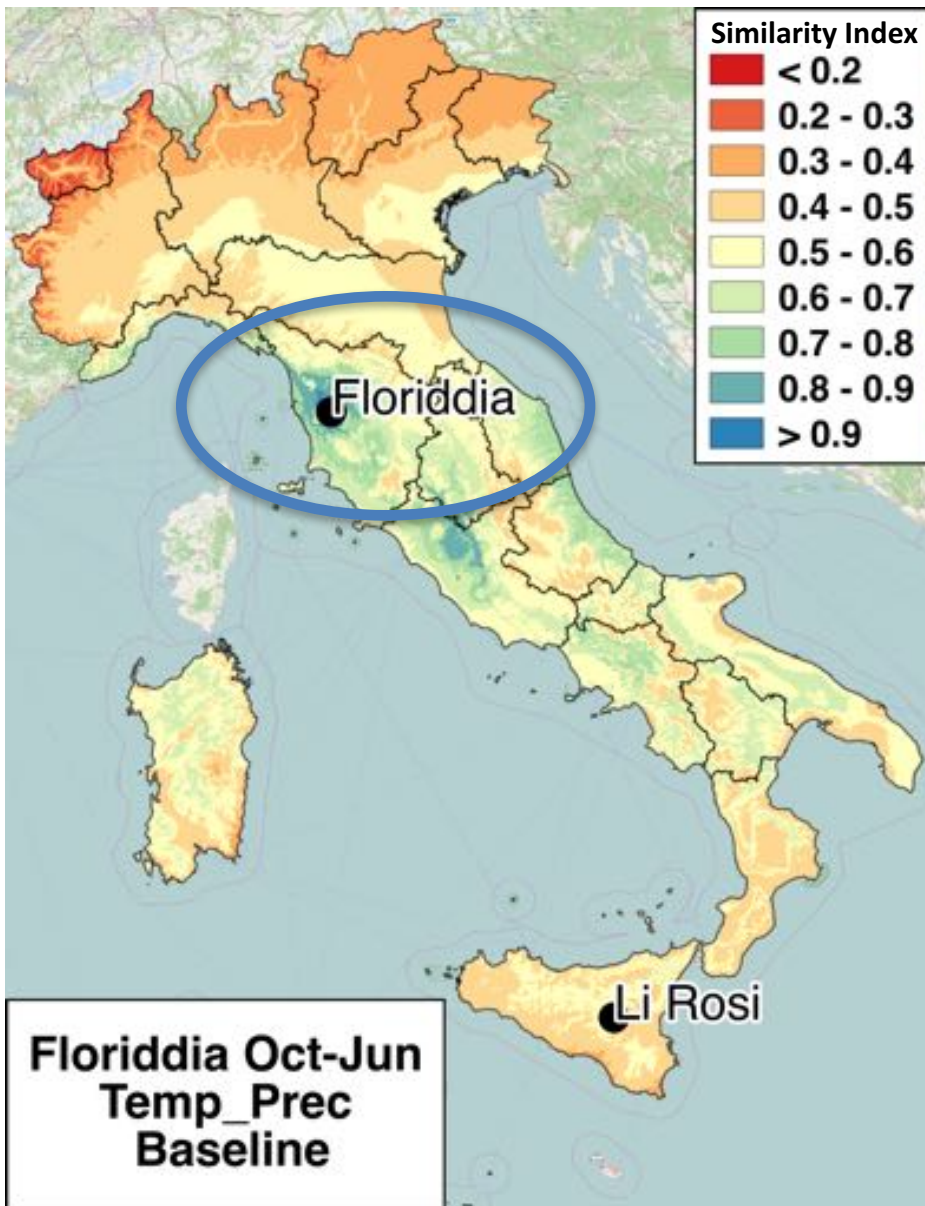 Similarity Index
< 0.2
0.2 - 0.3
0.3 - 0.4
0.4 - 0.5
0.5 - 0.6
0.6 - 0.7
0.7 - 0.8
0.8 - 0.9
> 0.9
Floriddia
Li Rosi
Floriddia Oct-Jun
Temp_Prec
Baseline